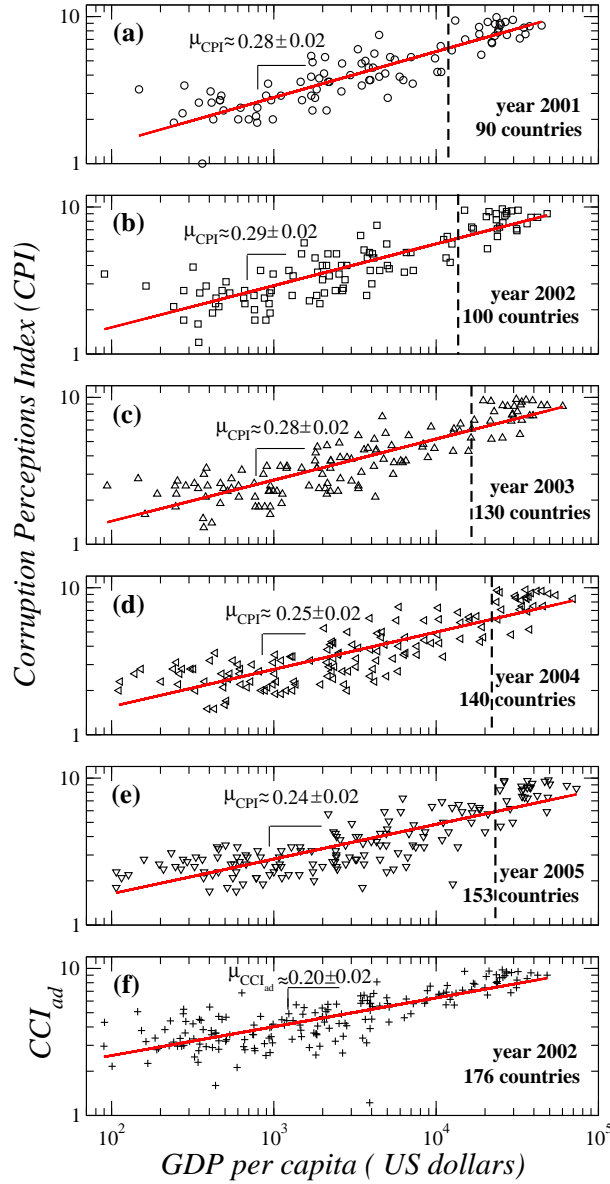 Corruption Perceptions Index (CPI)
10
(a)
μCPI≈0.28±0.02
year 2001
90 countries
1
10
(b)
μCPI≈0.29±0.02
year 2002
100 countries
1
10
(c)
μCPI≈0.28±0.02
year 2003
130 countries
1
10
(d)
μCPI≈0.25±0.02
year 2004
140 countries
1
10
(e)
μCPI≈0.24±0.02
year 2005
153 countries
1
CCI_ad
10
(f)
μCCI_ad≈0.20±0.02
year 2002
176 countries
1
10² 10³ 10⁴ 10⁵
GDP per capita ( US dollars)